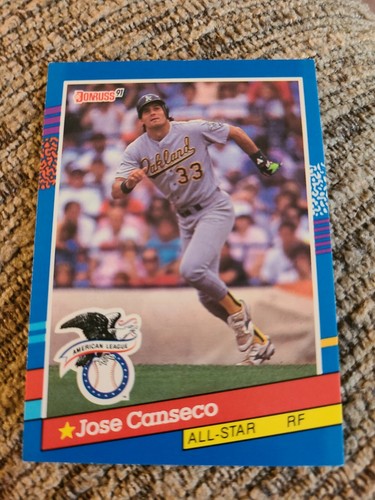 DONRUSS 91
Oakland
33
AMERICAN LEAGUE
Jose Canseco
ALL-STAR RF